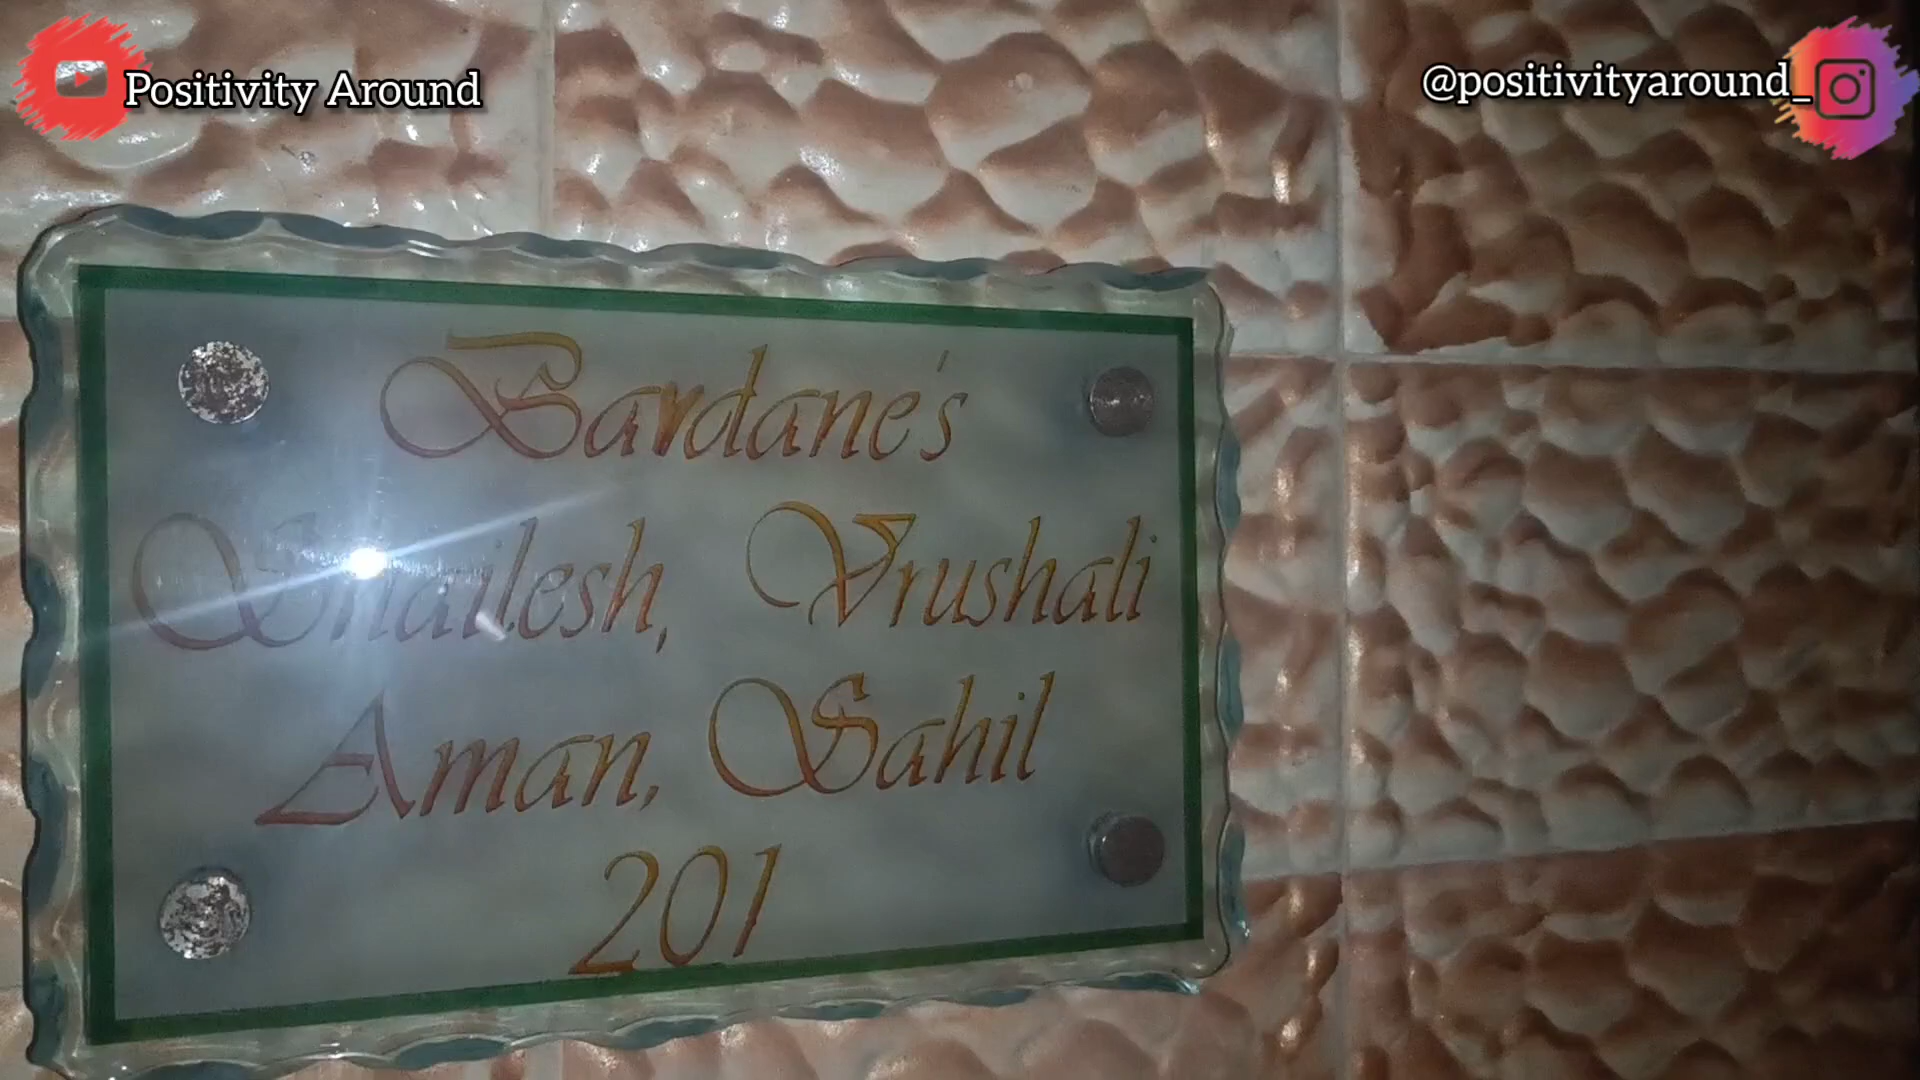 Positivity Around
@positivityaround_
Bardane's
Shailesh, Vrushali
Aman, Sahil
201